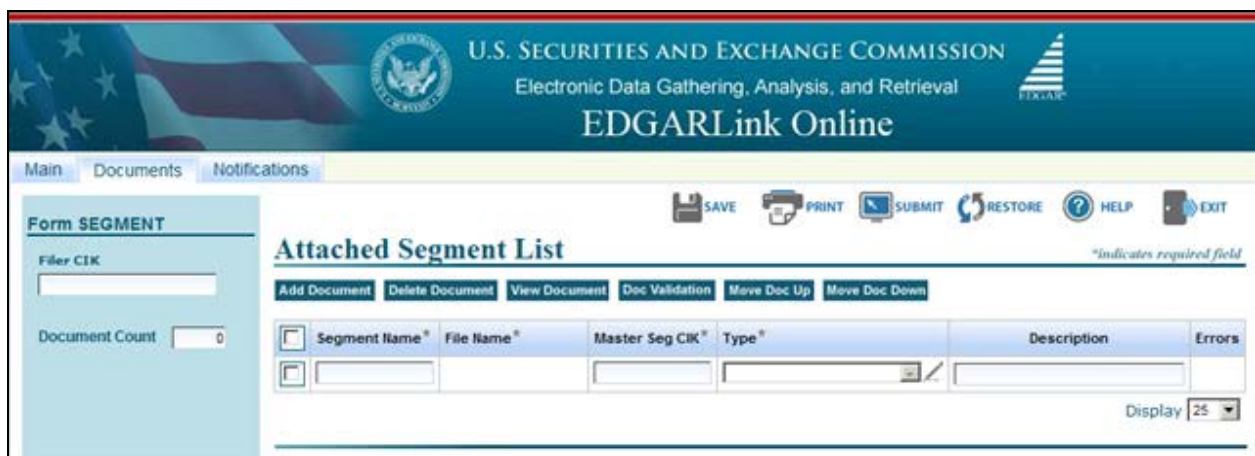 U.S. SECURITIES AND EXCHANGE COMMISSION
Electronic Data Gathering, Analysis, and Retrieval
EDGAR
EDGARLink Online
Main Documents Notifications
SAVE PRINT SUBMIT RESTORE HELP EXIT
Form SEGMENT
Attached Segment List
*indicates required field
Filer CIK
Add Document Delete Document View Document Doc Validation Move Doc Up Move Doc Down
Document Count 0
Segment Name* File Name* Master Seg CIK* Type* Description Errors
Display 25